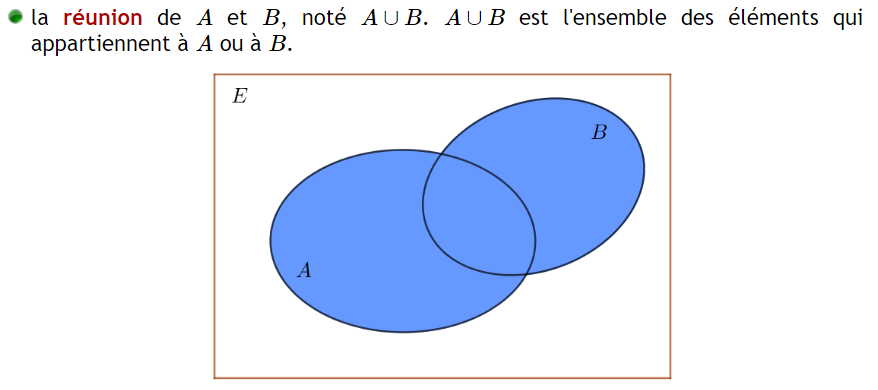 la réunion de A et B, noté A ∪ B. A ∪ B est l'ensemble des éléments qui
appartiennent à A ou à B.
E
B
A